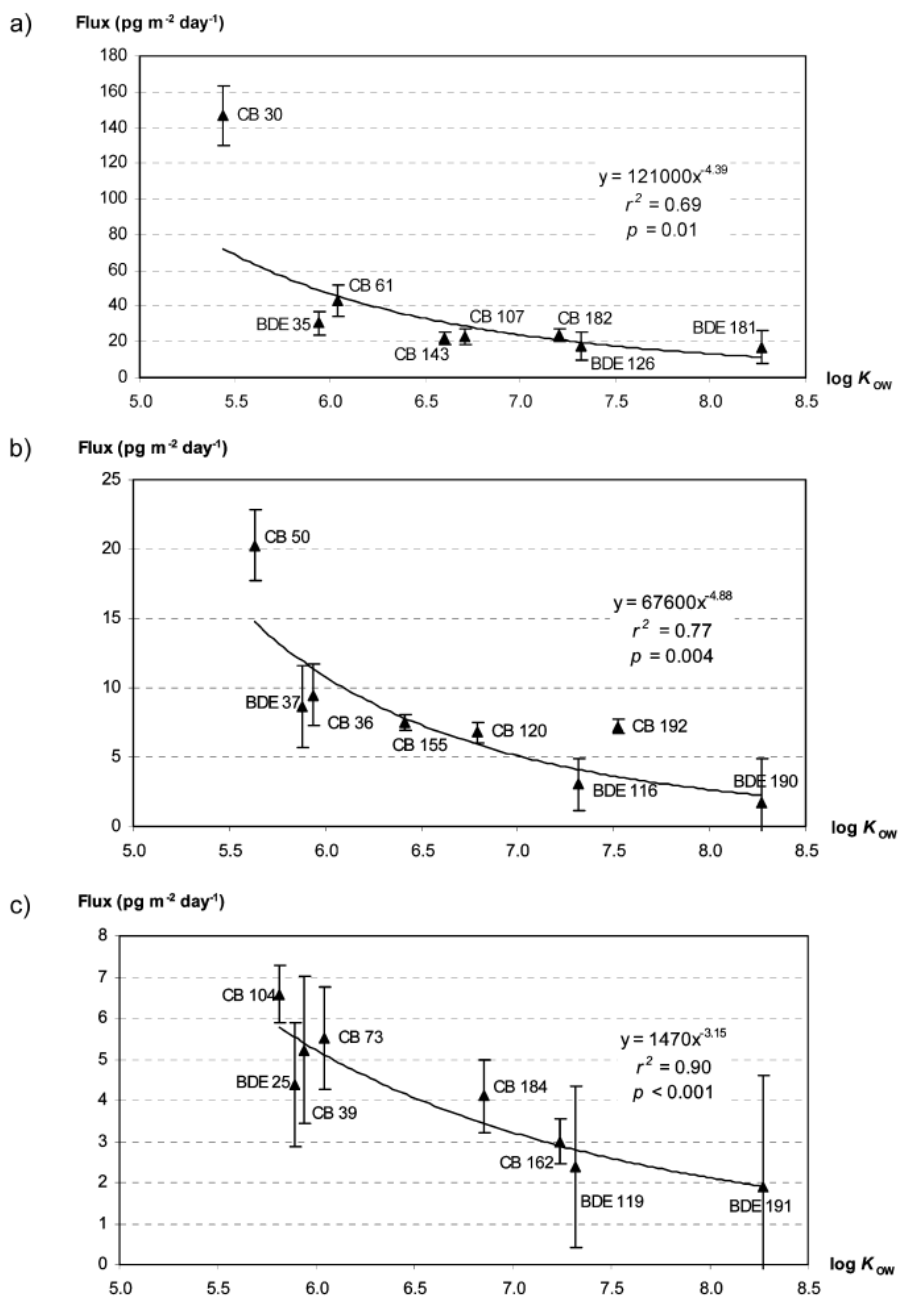 a)
Flux (pg m⁻² day⁻¹)
180
160
140
120
100
80
60
40
20
0
CB 30
y = 121000x⁻⁴·³⁹
r² = 0.69
p = 0.01
CB 61
BDE 35
CB 107
CB 182
BDE 181
CB 143
BDE 126
log K_OW
5.0 5.5 6.0 6.5 7.0 7.5 8.0 8.5
b)
Flux (pg m⁻² day⁻¹)
25
20
15
10
5
0
CB 50
y = 67600x⁻⁴·⁸⁸
r² = 0.77
p = 0.004
BDE 37
CB 36
CB 155
CB 120
CB 192
BDE 116
BDE 190
log K_OW
5.0 5.5 6.0 6.5 7.0 7.5 8.0 8.5
c)
Flux (pg m⁻² day⁻¹)
8
7
6
5
4
3
2
1
0
CB 104
CB 73
y = 1470x⁻³·¹⁵
r² = 0.90
p < 0.001
BDE 25
CB 39
CB 184
CB 162
BDE 119
BDE 191
log K_OW
5.0 5.5 6.0 6.5 7.0 7.5 8.0 8.5